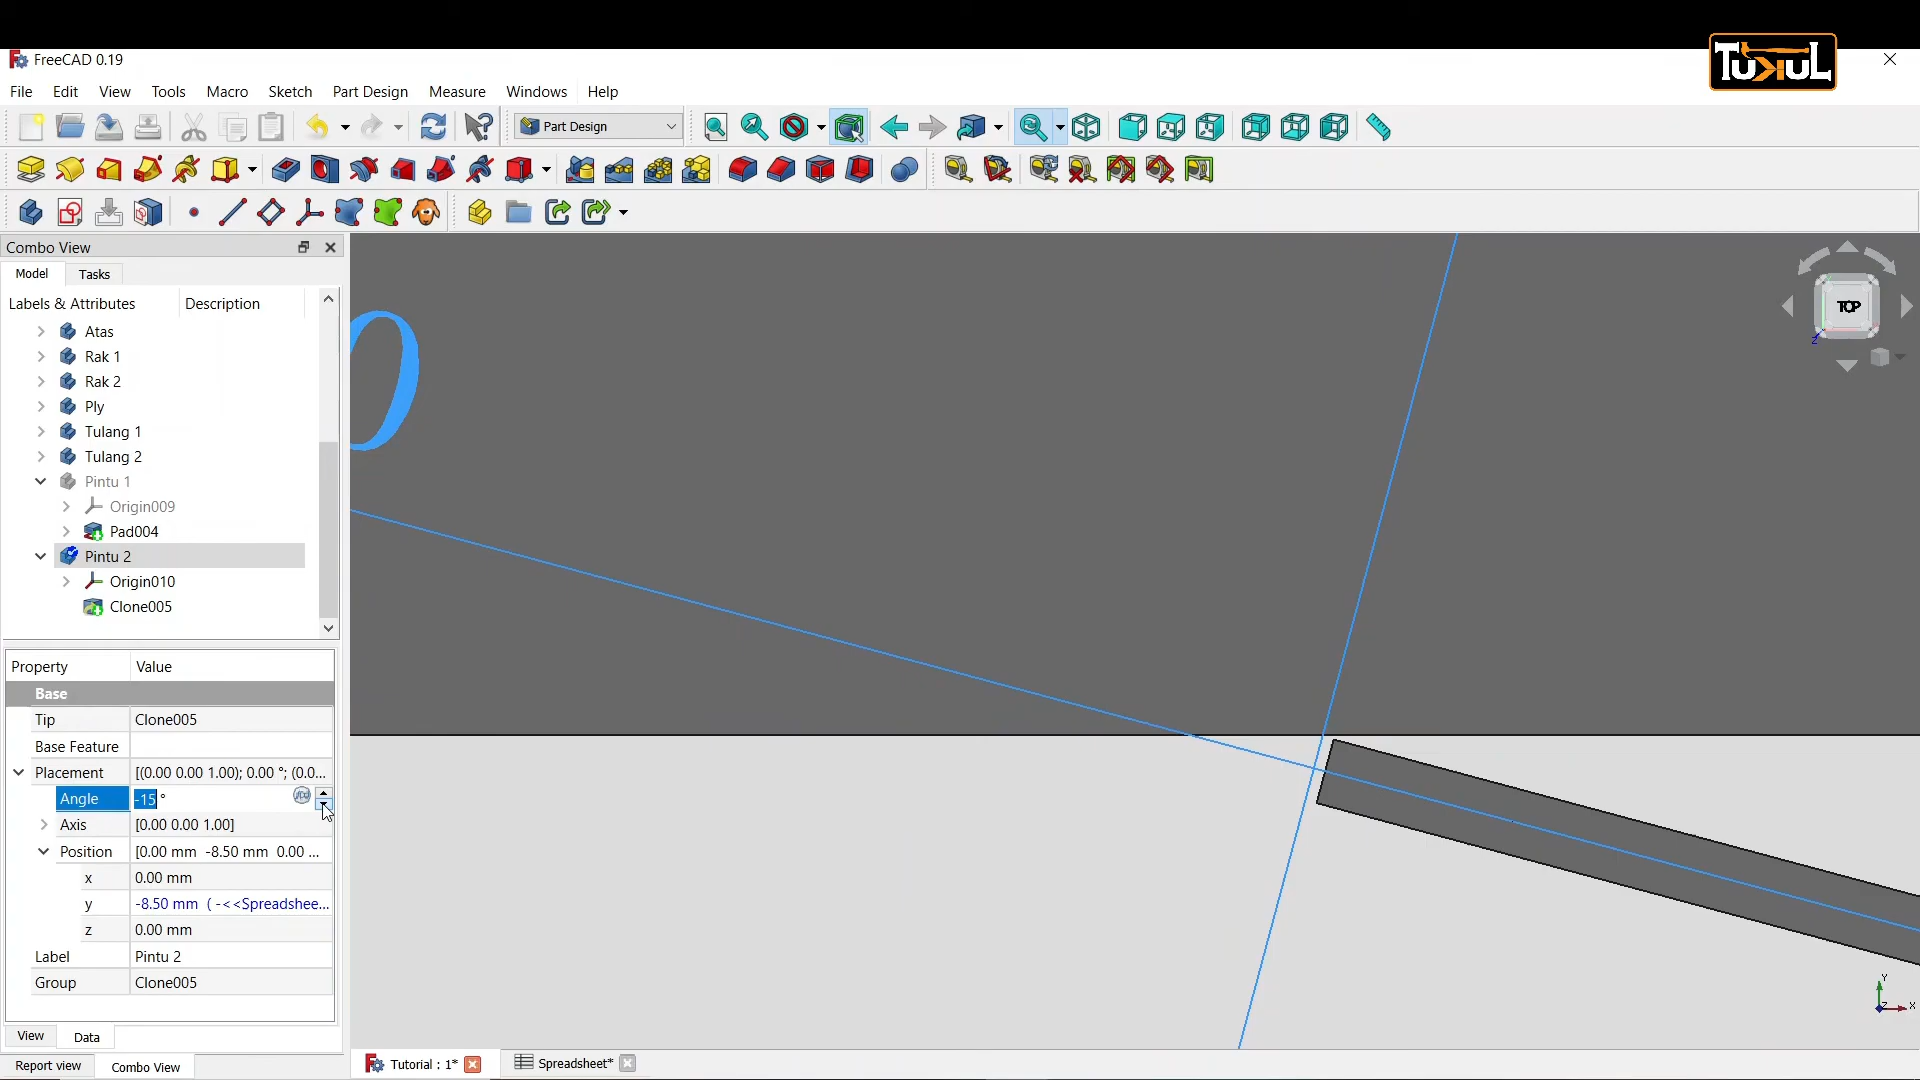 FreeCAD 0.19
TUKUL
File Edit View Tools Macro Sketch Part Design Measure Windows Help
Part Design
Combo View
Model Tasks
Labels & Attributes Description
Atas
Rak 1
Rak 2
Ply
Tulang 1
Tulang 2
Pintu 1
Origin009
Pad004
Pintu 2
Origin010
Clone005
Property Value
Base
Tip Clone005
Base Feature
Placement [(0.00 0.00 1.00); 0.00 °; (0.0...
Angle -15 °
Axis [0.00 0.00 1.00]
Position [0.00 mm -8.50 mm 0.00 ...
x 0.00 mm
y -8.50 mm ( -<<Spreadshee...
z 0.00 mm
Label Pintu 2
Group Clone005
View Data
Report view Combo View
Tutorial : 1* Spreadsheet*
TOP
Z
Y
Z X